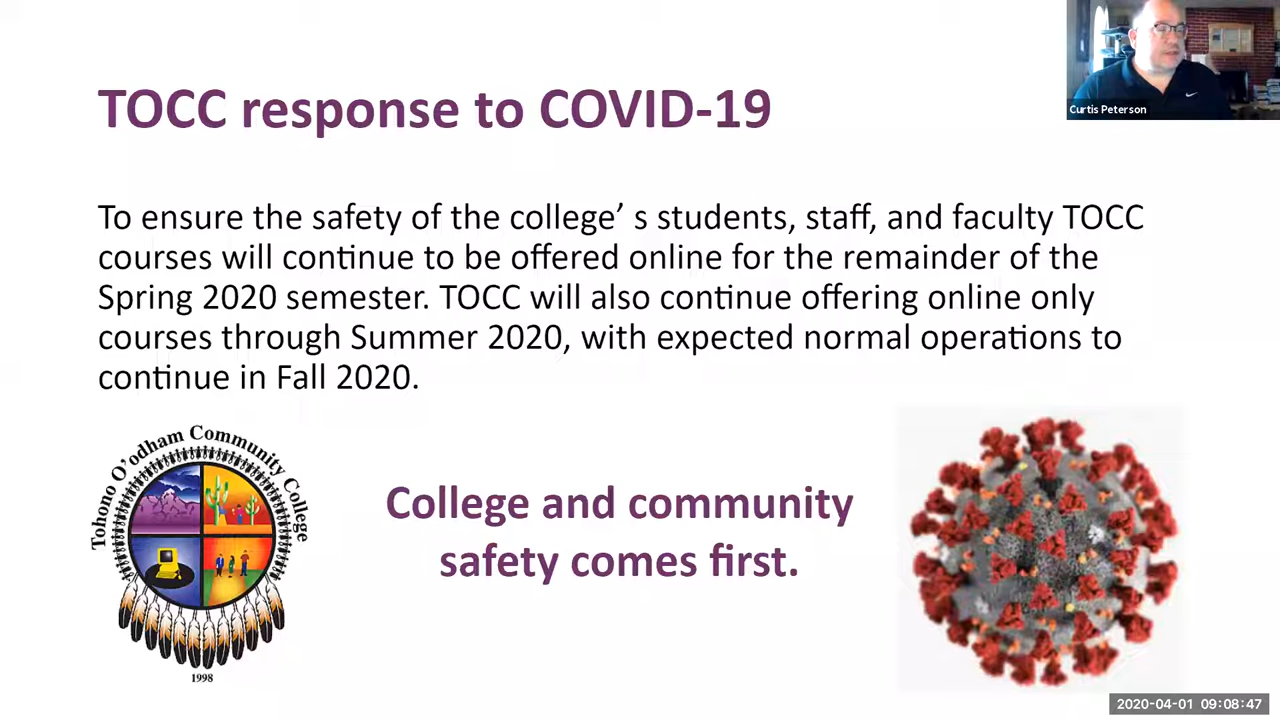 TOCC response to COVID-19
Curtis Peterson
To ensure the safety of the college’ s students, staff, and faculty TOCC
courses will continue to be offered online for the remainder of the
Spring 2020 semester. TOCC will also continue offering online only
courses through Summer 2020, with expected normal operations to
continue in Fall 2020.
Tohono O’odham Community College
1998
College and community
safety comes first.
2020-04-01 09:08:47